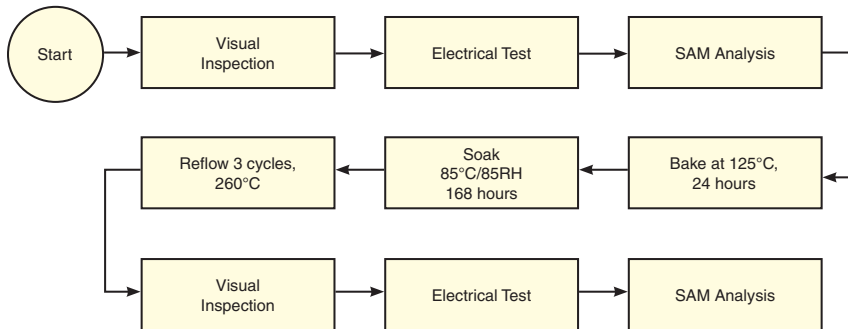 Start
Visual
Inspection
Electrical Test
SAM Analysis
Bake at 125°C,
24 hours
Soak
85°C/85RH
168 hours
Reflow 3 cycles,
260°C
Visual
Inspection
Electrical Test
SAM Analysis